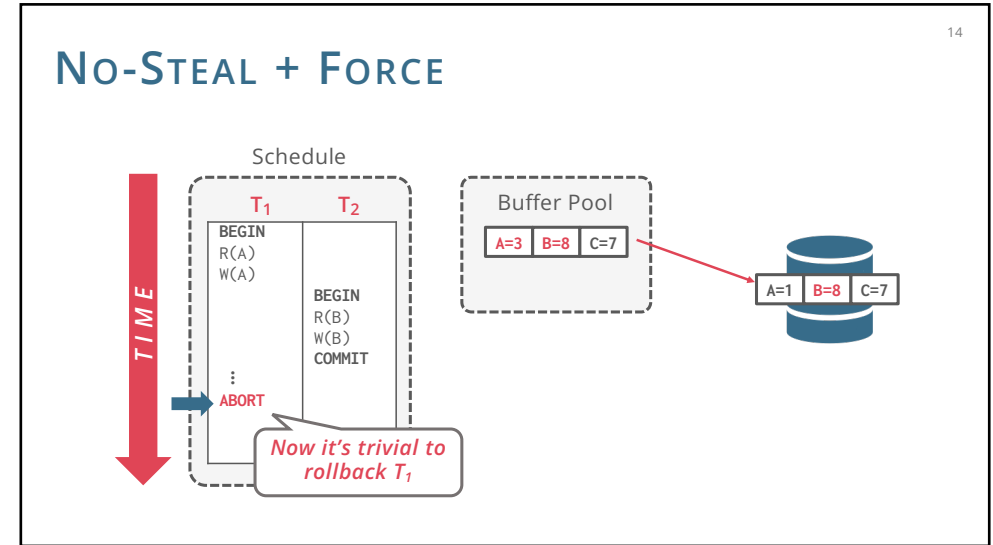 14
NO-STEAL + FORCE
Schedule
T1 T2
BEGIN
R(A)
W(A)
BEGIN
R(B)
W(B)
COMMIT
⋮
ABORT
Now it's trivial to
rollback T1
TIME
Buffer Pool
A=3 B=8 C=7
A=1 B=8 C=7